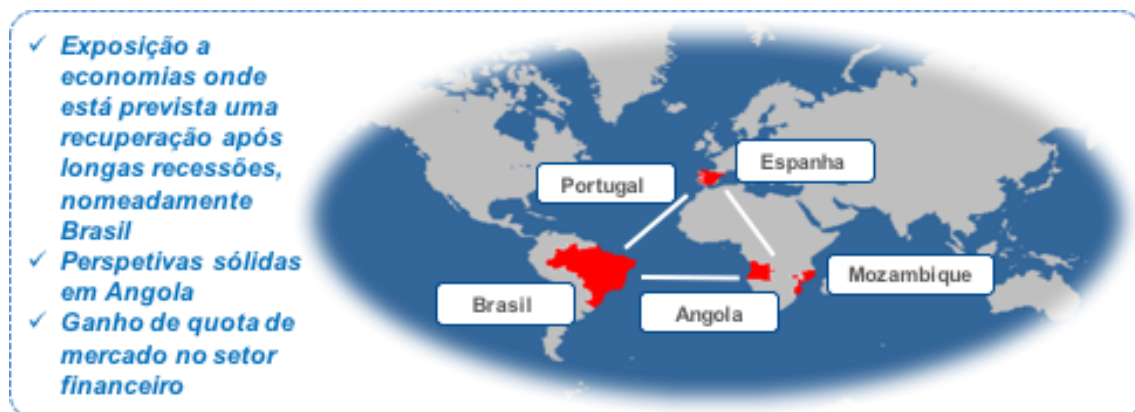 ✓ Exposição a
economias onde
está prevista uma
recuperação após
longas recessões,
nomeadamente
Brasil
✓ Perspetivas sólidas
em Angola
✓ Ganho de quota de
mercado no setor
financeiro
Espanha
Portugal
Mozambique
Brasil
Angola